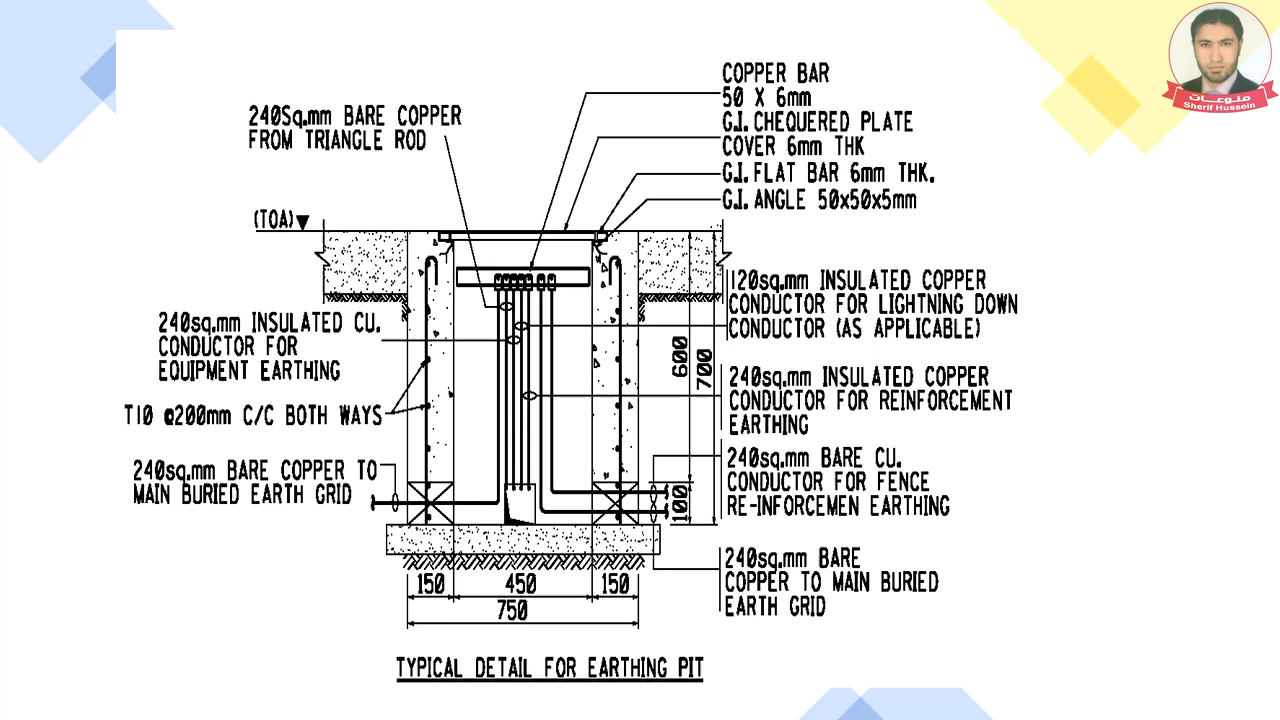 منوعات
Sherif Hussein
COPPER BAR
50 X 6mm
G.I. CHEQUERED PLATE
COVER 6mm THK
G.I. FLAT BAR 6mm THK.
G.I. ANGLE 50x50x5mm
240Sq.mm BARE COPPER
FROM TRIANGLE ROD
(TOA)
240sq.mm INSULATED CU.
CONDUCTOR FOR
EQUIPMENT EARTHING
T10 @200mm C/C BOTH WAYS
240sq.mm BARE COPPER TO
MAIN BURIED EARTH GRID
120sq.mm INSULATED COPPER
CONDUCTOR FOR LIGHTNING DOWN
CONDUCTOR (AS APPLICABLE)
600
700
240sq.mm INSULATED COPPER
CONDUCTOR FOR REINFORCEMENT
EARTHING
240sq.mm BARE CU.
CONDUCTOR FOR FENCE
RE-INFORCEMEN EARTHING
100
240sq.mm BARE
COPPER TO MAIN BURIED
EARTH GRID
150
450
150
750
TYPICAL DETAIL FOR EARTHING PIT